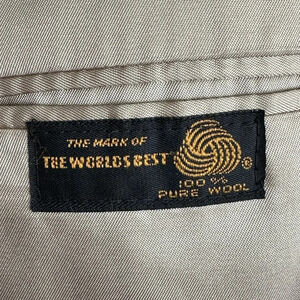 THE MARK OF
THE WORLDS BEST
®
100%
PURE WOOL